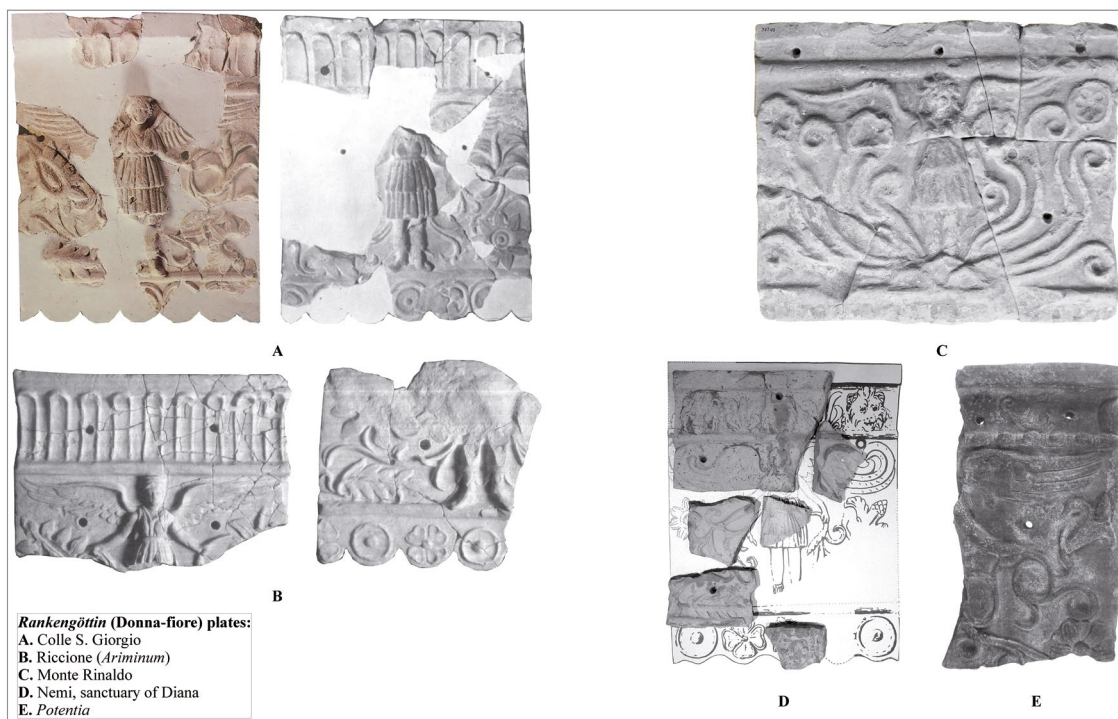 A
C
B
D
E
Rankengöttin (Donna-fiore) plates:
A. Colle S. Giorgio
B. Riccione (Ariminum)
C. Monte Rinaldo
D. Nemi, sanctuary of Diana
E. Potentia